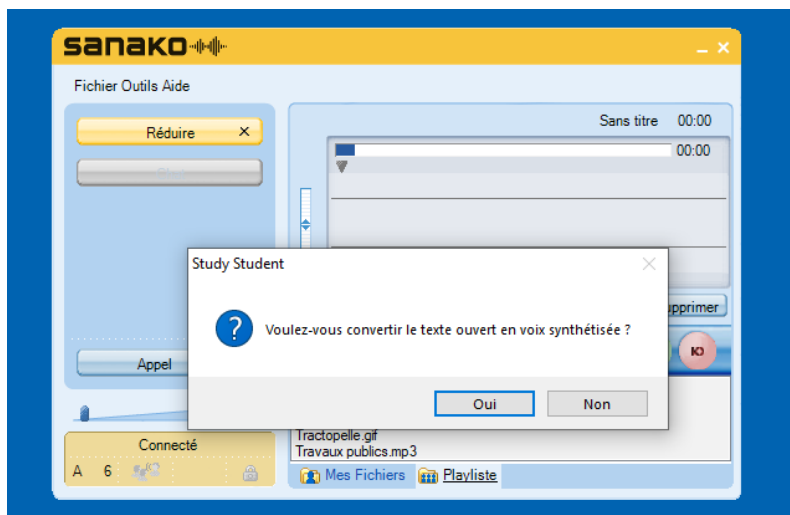 sanako
Fichier Outils Aide
Réduire
Sans titre 00:00
00:00
Study Student
Voulez-vous convertir le texte ouvert en voix synthétisée ?
Oui Non
Appel
Tractopelle.gif
Travaux publics.mp3
Connecté
A 6
Mes Fichiers Playliste